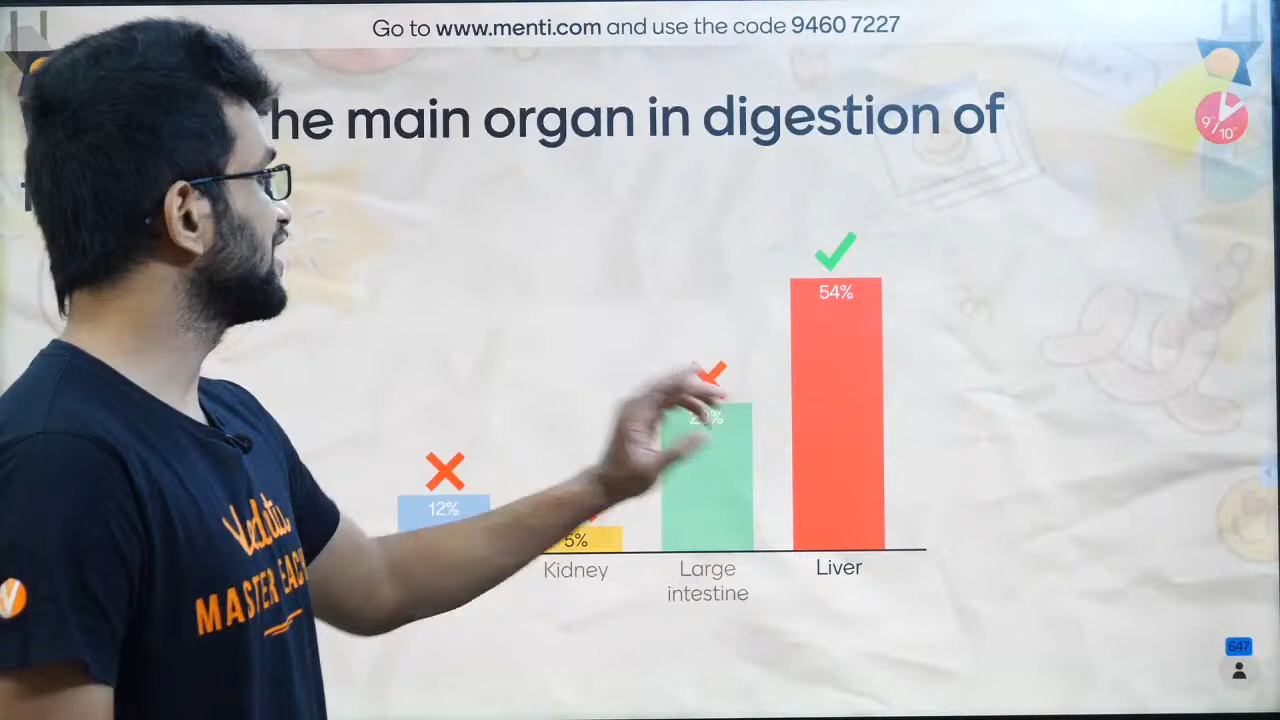 Go to www.menti.com and use the code 9460 7227
he main organ in digestion of
9/10
54%
12%
5%
Kidney
Large
intestine
Liver
Vedantu
MASTER
647